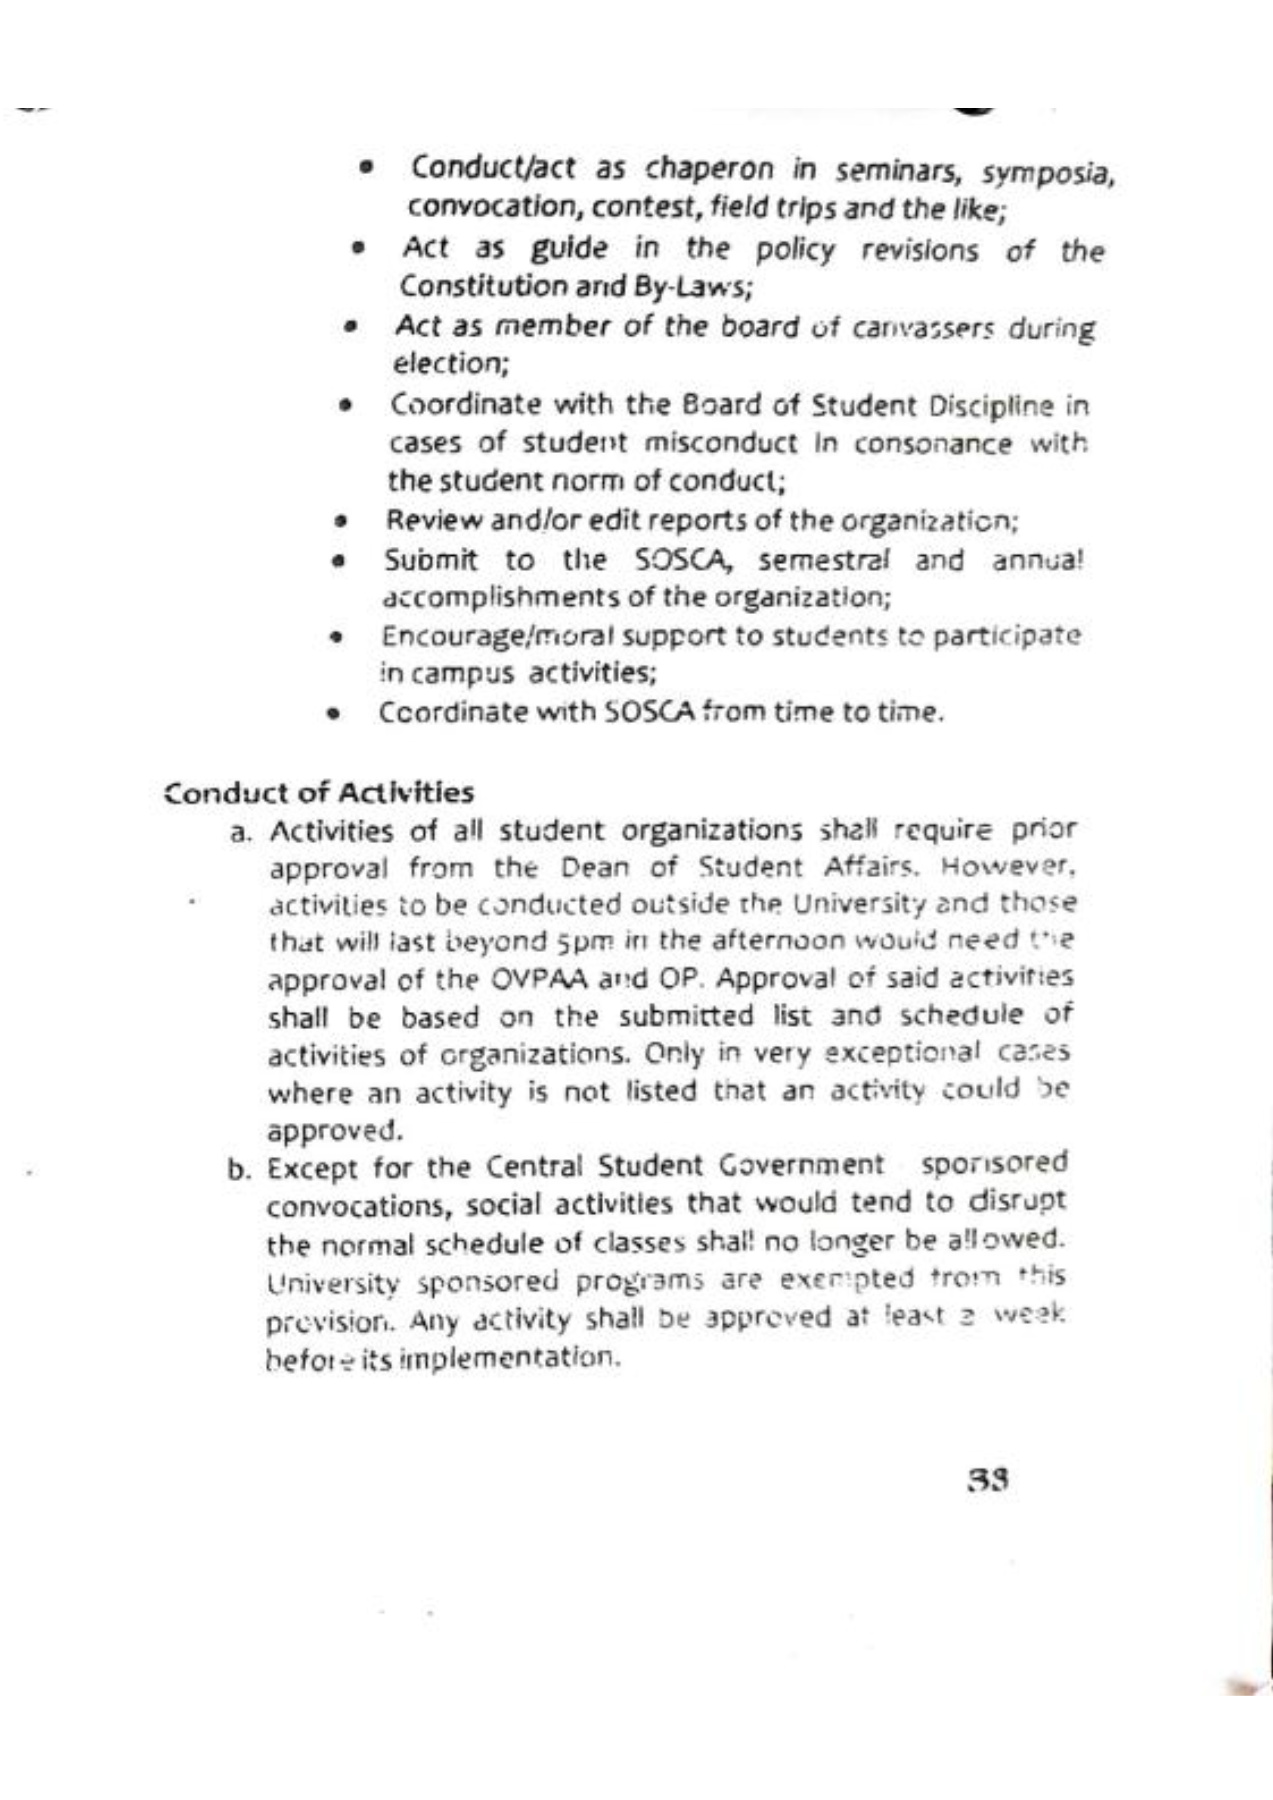 • Conduct/act as chaperon in seminars, symposia,
convocation, contest, field trips and the like;
• Act as guide in the policy revisions of the
Constitution and By-Laws;
• Act as member of the board of canvassers during
election;
• Coordinate with the Board of Student Discipline in
cases of student misconduct in consonance with
the student norm of conduct;
• Review and/or edit reports of the organization;
• Submit to the SOSCA, semestral and annual
accomplishments of the organization;
• Encourage/moral support to students to participate
in campus activities;
• Coordinate with SOSCA from time to time.
Conduct of Activities
a. Activities of all student organizations shall require prior
approval from the Dean of Student Affairs. However,
activities to be conducted outside the University and those
that will last beyond 5pm in the afternoon would need the
approval of the OVPAA and OP. Approval of said activities
shall be based on the submitted list and schedule of
activities of organizations. Only in very exceptional cases
where an activity is not listed that an activity could be
approved.
b. Except for the Central Student Government sponsored
convocations, social activities that would tend to disrupt
the normal schedule of classes shall no longer be allowed.
University sponsored programs are exempted from this
provision. Any activity shall be approved at least a week
before its implementation.